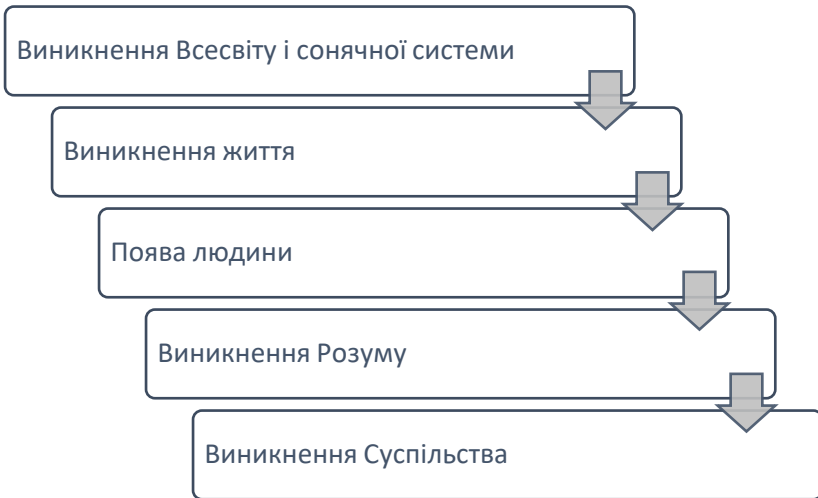 Виникнення Всесвіту і сонячної системи
Виникнення життя
Поява людини
Виникнення Розуму
Виникнення Суспільства